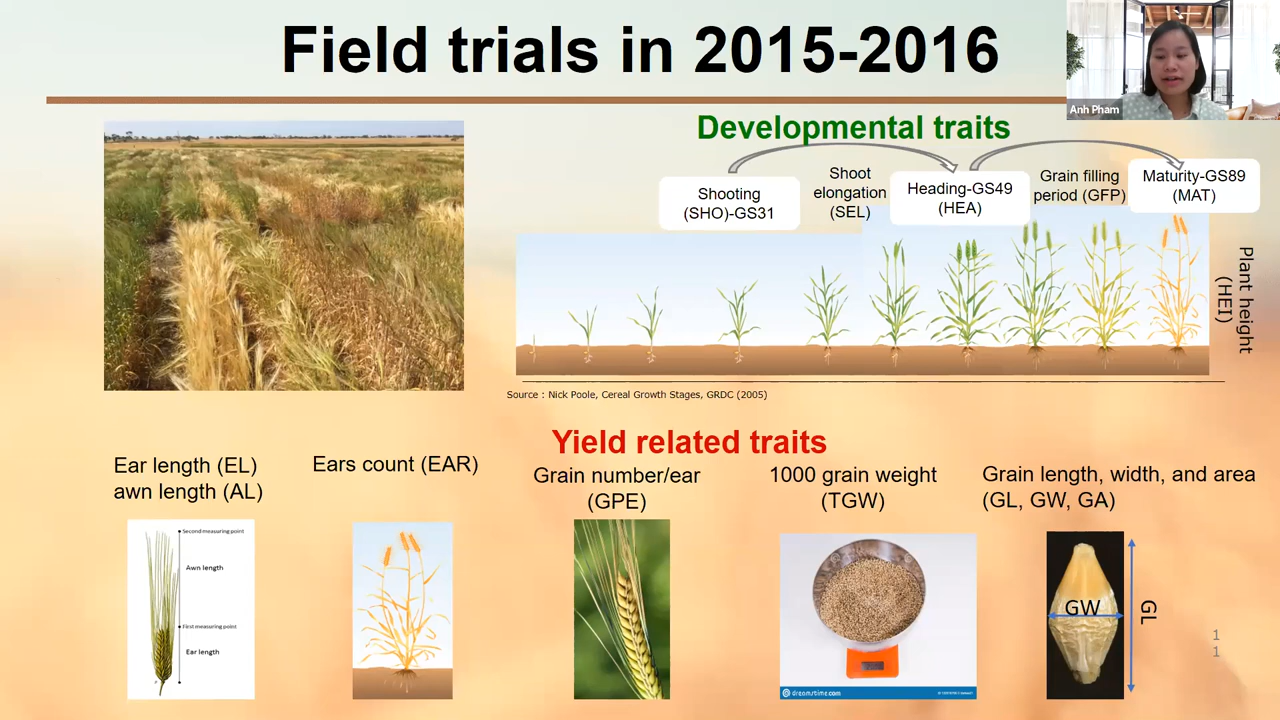 Field trials in 2015-2016
Anh Pham
Developmental traits
Shooting
(SHO)-GS31
Shoot
elongation
(SEL)
Heading-GS49
(HEA)
Grain filling
period (GFP)
Maturity-GS89
(MAT)
Plant height
(HEI)
Source : Nick Poole, Cereal Growth Stages, GRDC (2005)
Yield related traits
Ear length (EL)
awn length (AL)
Ears count (EAR)
Grain number/ear
(GPE)
1000 grain weight
(TGW)
Grain length, width, and area
(GL, GW, GA)
Second measuring point
Awn length
First measuring point
Ear length
dreamstime.com
GW
GL
1
1